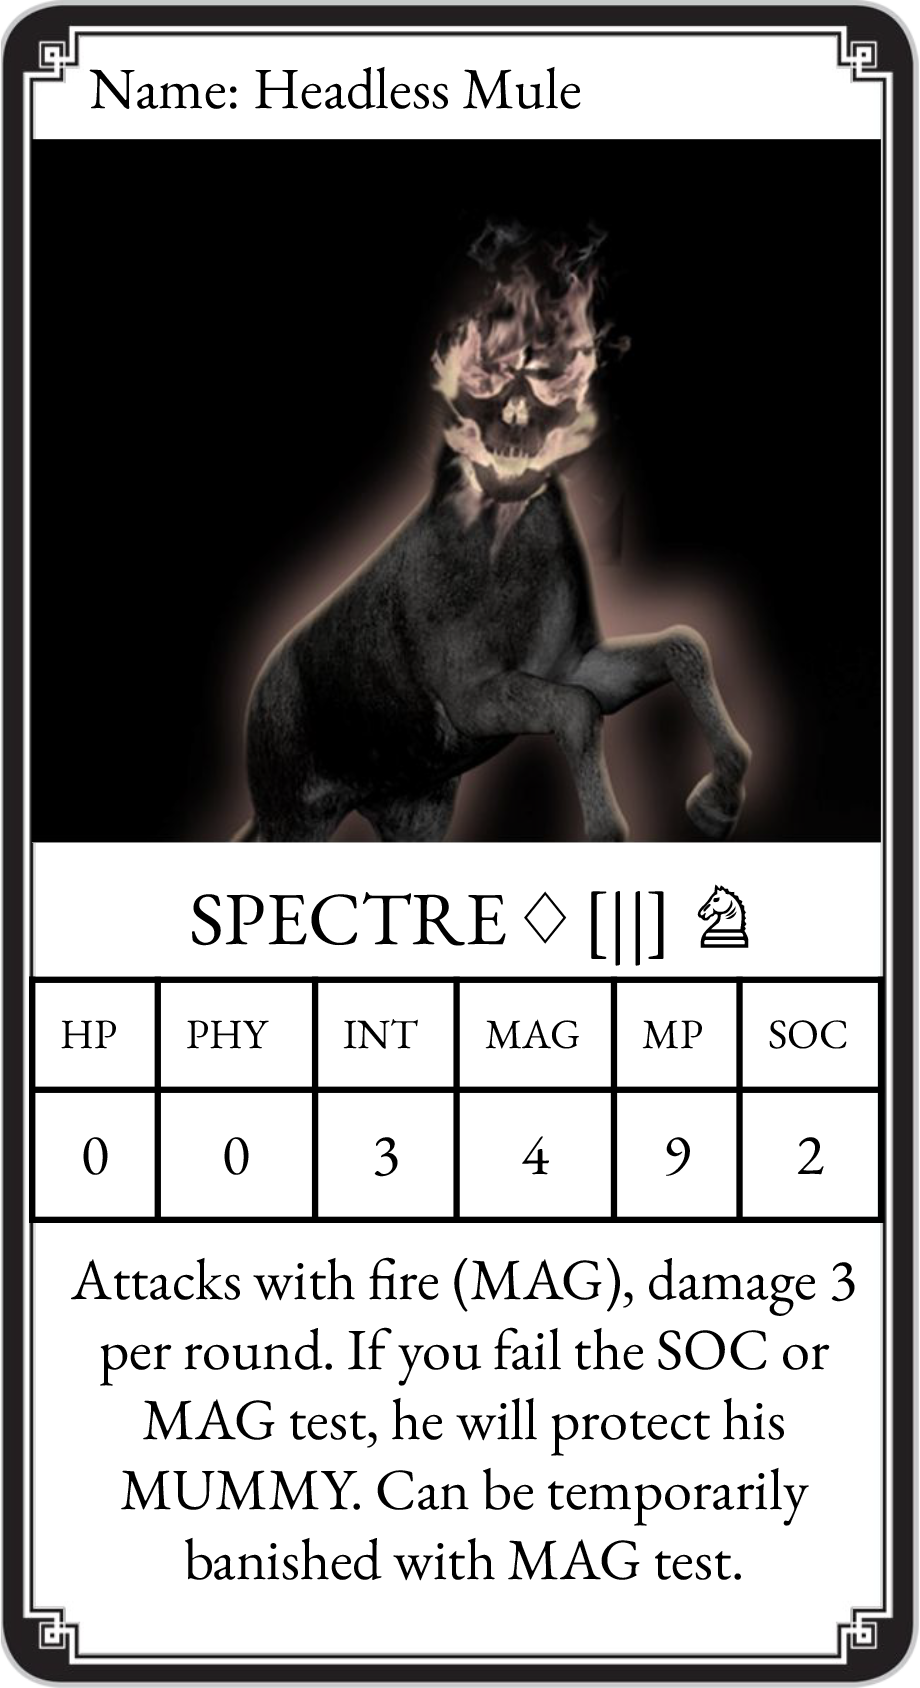 Name: Headless Mule
SPECTRE ♢ [||] ♘
HP PHY INT MAG MP SOC
0 0 3 4 9 2
Attacks with fire (MAG), damage 3
per round. If you fail the SOC or
MAG test, he will protect his
MUMMY. Can be temporarily
banished with MAG test.